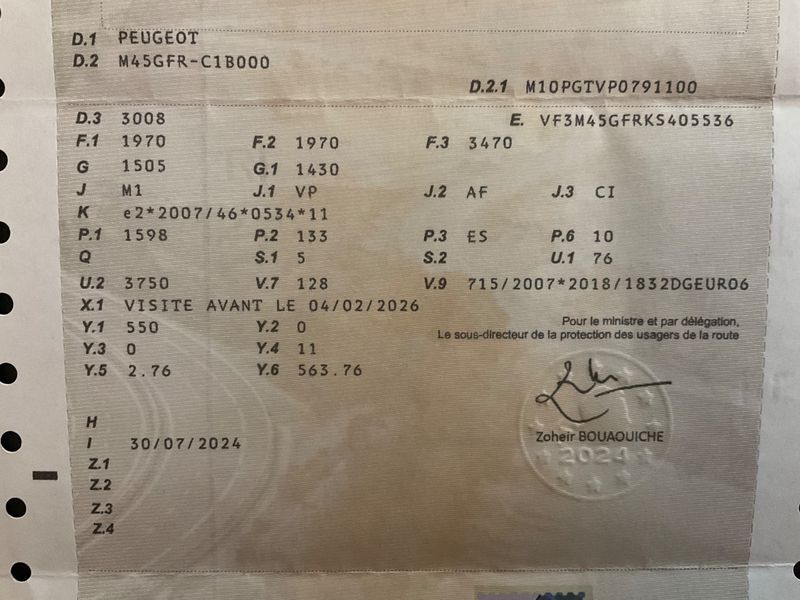 D.1 PEUGEOT
D.2 M45GFR-C1B000
D.2.1 M10PGTVP0791100
D.3 3008 E. VF3M45GFRKS405536
F.1 1970 F.2 1970 F.3 3470
G 1505 G.1 1430
J M1 J.1 VP J.2 AF J.3 CI
K e2*2007/46*0534*11
P.1 1598 P.2 133 P.3 ES P.6 10
Q S.1 5 S.2 U.1 76
U.2 3750 V.7 128 V.9 715/2007*2018/1832DGEURO6
X.1 VISITE AVANT LE 04/02/2026
Y.1 550 Y.2 0
Pour le ministre et par délégation,
Le sous-directeur de la protection des usagers de la route
Y.3 0 Y.4 11
Y.5 2.76 Y.6 563.76
H
I 30/07/2024
Zoheir BOUAOUICHE
2024
Z.1
Z.2
Z.3
Z.4